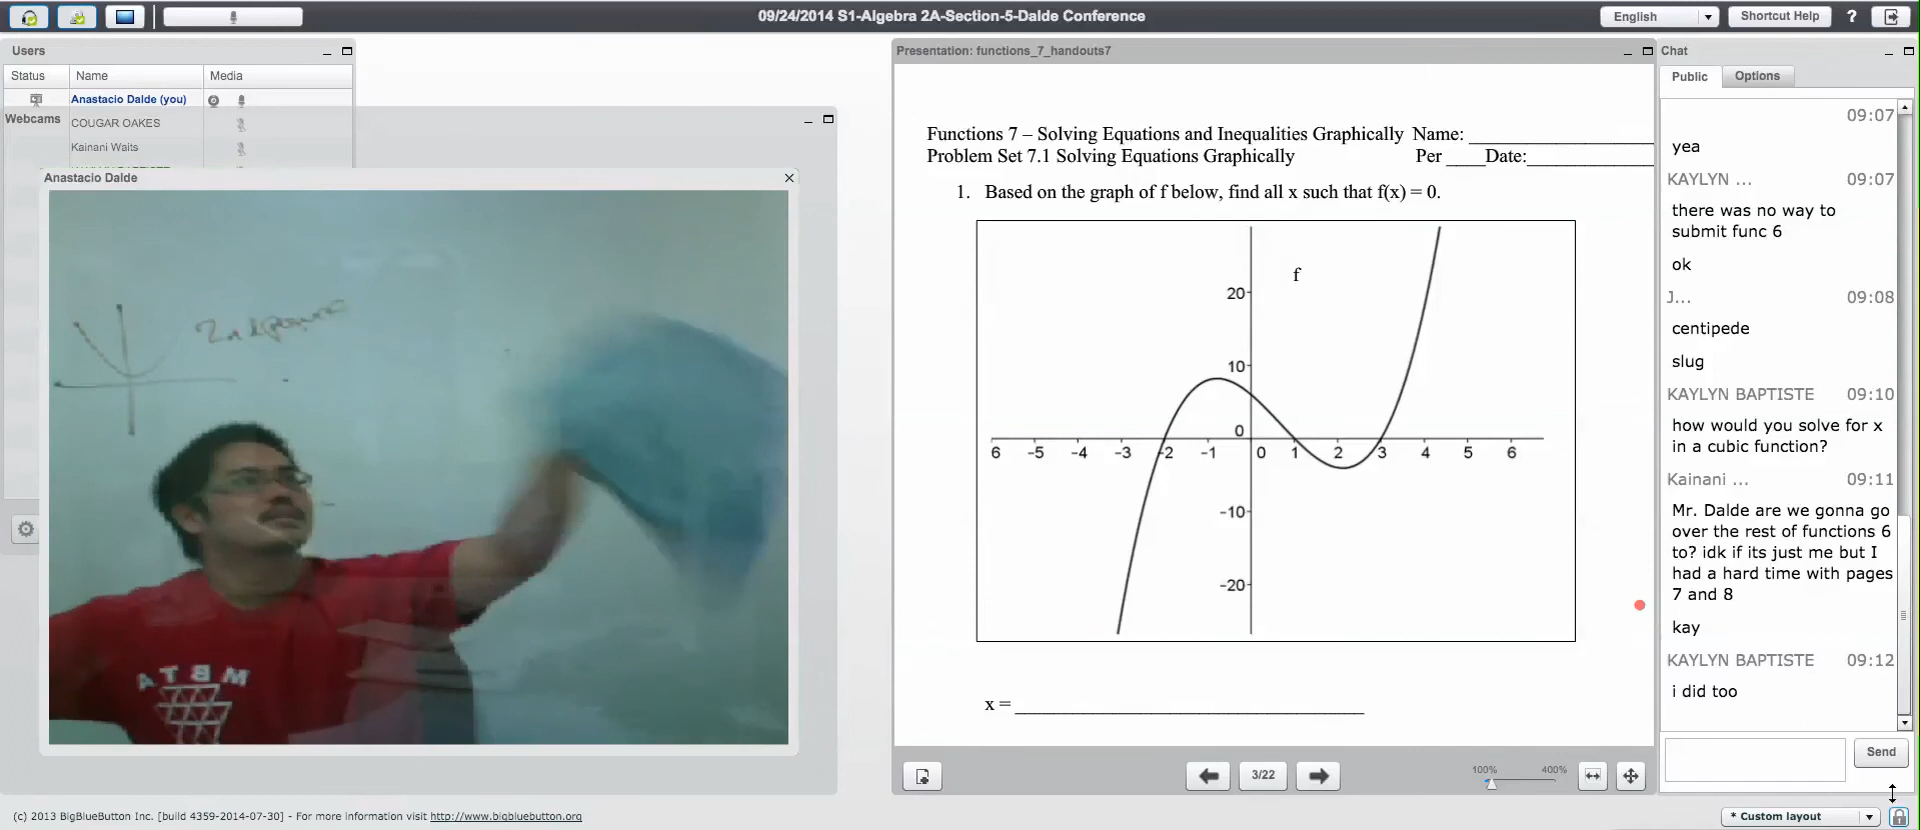 09/24/2014 S1-Algebra 2A-Section-5-Dalde Conference
English
Shortcut Help
?
Users
Status Name Media
Anastacio Dalde (you)
COUGAR OAKES
Kainani Waits
Webcams
Anastacio Dalde
MBTA
Presentation: functions_7_handouts7
Functions 7 – Solving Equations and Inequalities Graphically Name: ____________________
Problem Set 7.1 Solving Equations Graphically Per ____Date:_____________
1. Based on the graph of f below, find all x such that f(x) = 0.
f
20
10
0
6 -5 -4 -3 -2 -1 0 1 2 3 4 5 6
-10
-20
x = ___________________________________
3/22
100% 400%
Chat
Public Options
09:07
yea
KAYLYN ... 09:07
there was no way to
submit func 6
ok
J... 09:08
centipede
slug
KAYLYN BAPTISTE 09:10
how would you solve for x
in a cubic function?
Kainani ... 09:11
Mr. Dalde are we gonna go
over the rest of functions 6
to? idk if its just me but I
had a hard time with pages
7 and 8
kay
KAYLYN BAPTISTE 09:12
i did too
Send
(c) 2013 BigBlueButton Inc. [build 4359-2014-07-30] - For more information visit http://www.bigbluebutton.org
* Custom layout